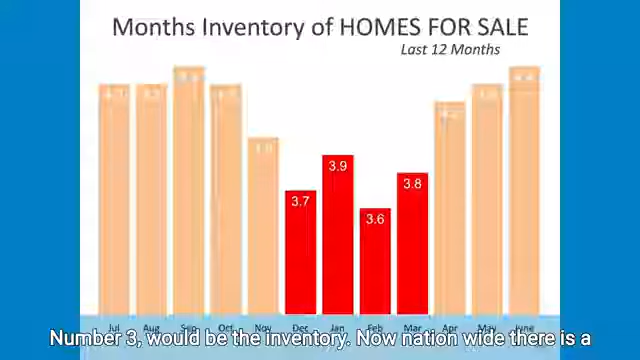 Months Inventory of HOMES FOR SALE
Last 12 Months
3.7 3.9 3.6 3.8
Jul Aug Sep Oct Nov Dec Jan Feb Mar Apr May June
Number 3, would be the inventory. Now nation wide there is a